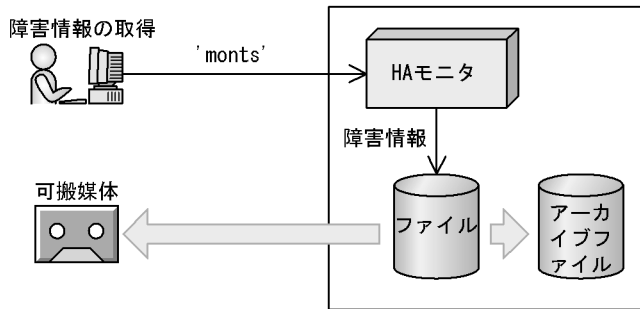 障害情報の取得
'monts'
HAモニタ
障害情報
可搬媒体
ファイル
アーカ
イブフ
ァイル